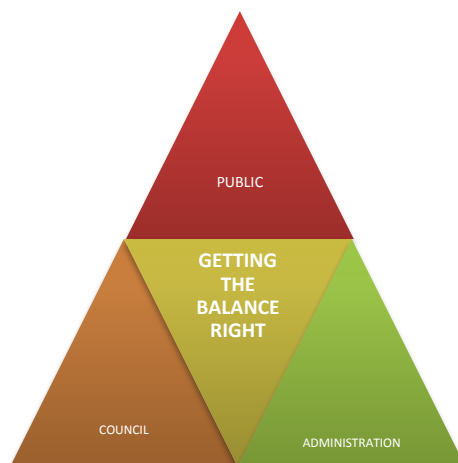 PUBLIC
GETTING
THE
BALANCE
RIGHT
COUNCIL
ADMINISTRATION